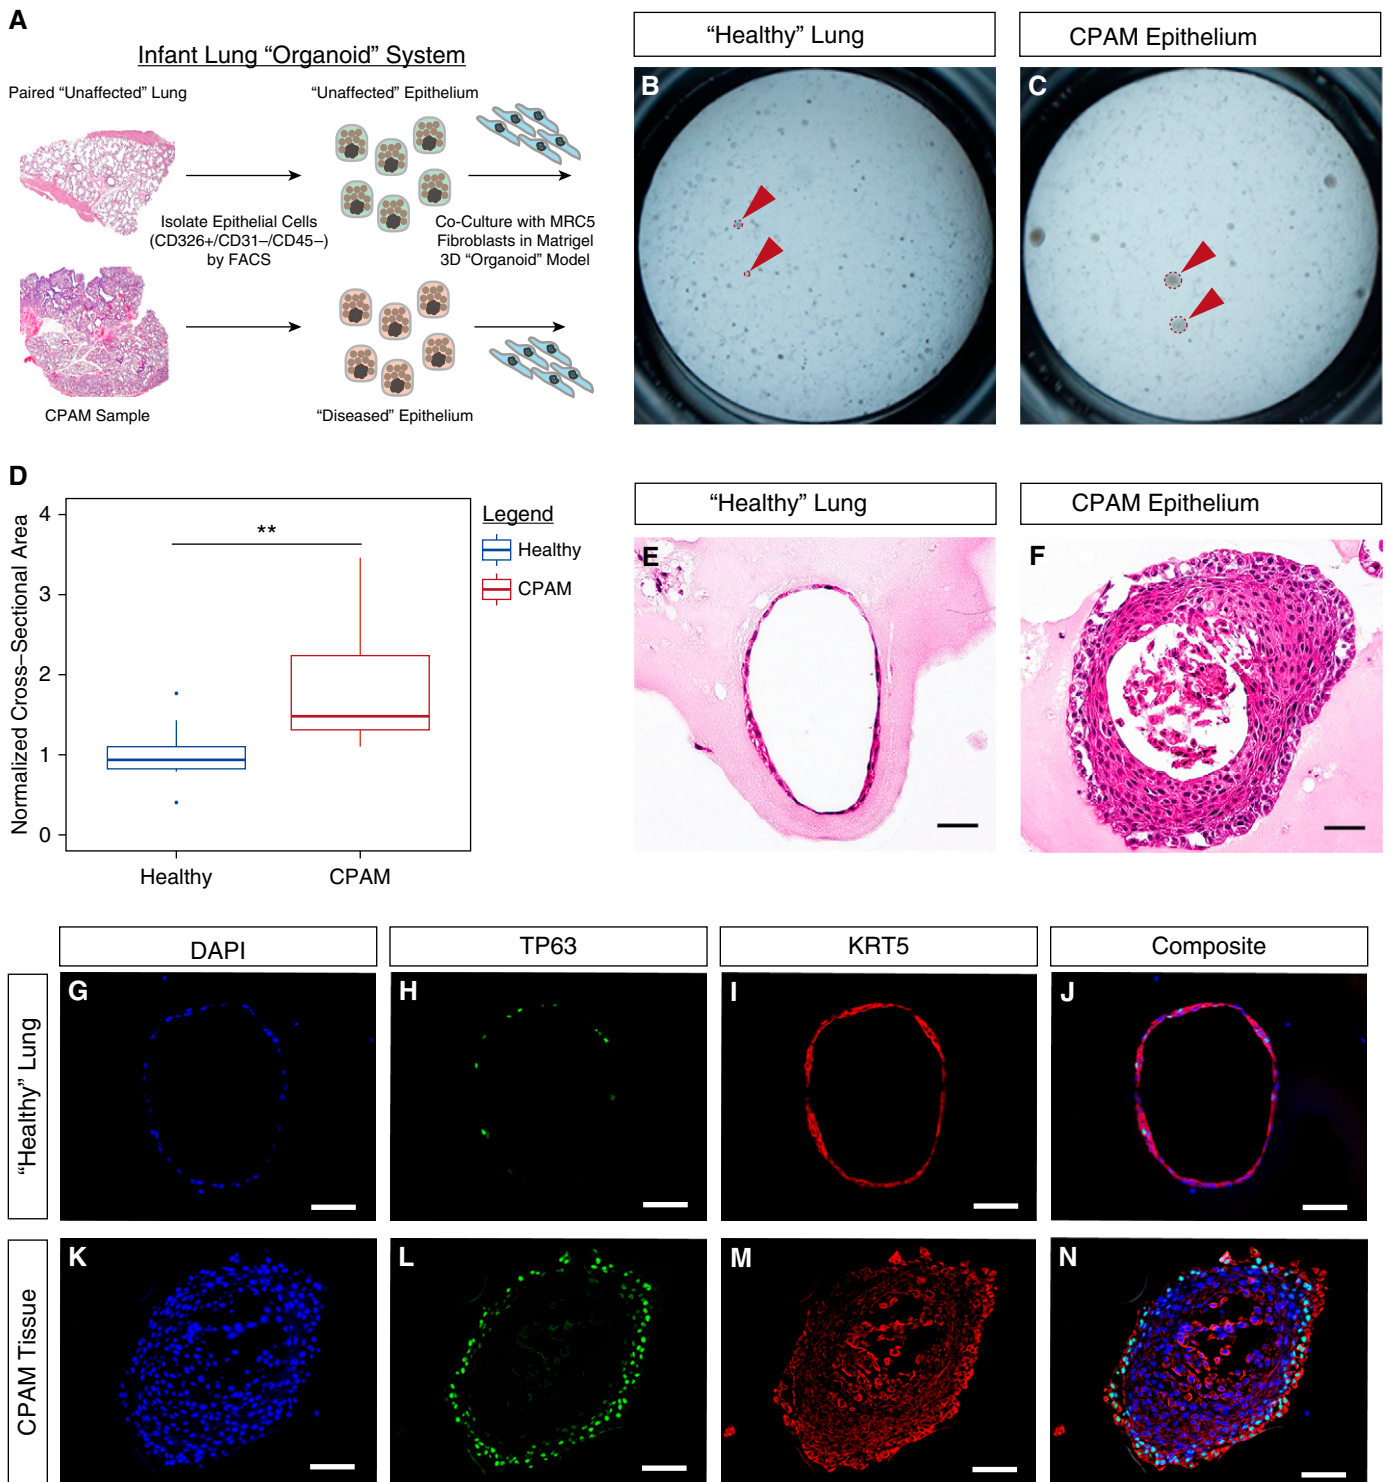 A
Infant Lung “Organoid” System
Paired “Unaffected” Lung
“Unaffected” Epithelium
Isolate Epithelial Cells
(CD326+/CD31–/CD45–)
by FACS
Co-Culture with MRC5
Fibroblasts in Matrigel
3D “Organoid” Model
CPAM Sample
“Diseased” Epithelium
“Healthy” Lung
CPAM Epithelium
B
C
D
Normalized Cross–Sectional Area
4
3
2
1
0
**
Healthy
CPAM
Legend
Healthy
CPAM
“Healthy” Lung
CPAM Epithelium
E
F
DAPI
TP63
KRT5
Composite
“Healthy” Lung
G
H
I
J
CPAM Tissue
K
L
M
N